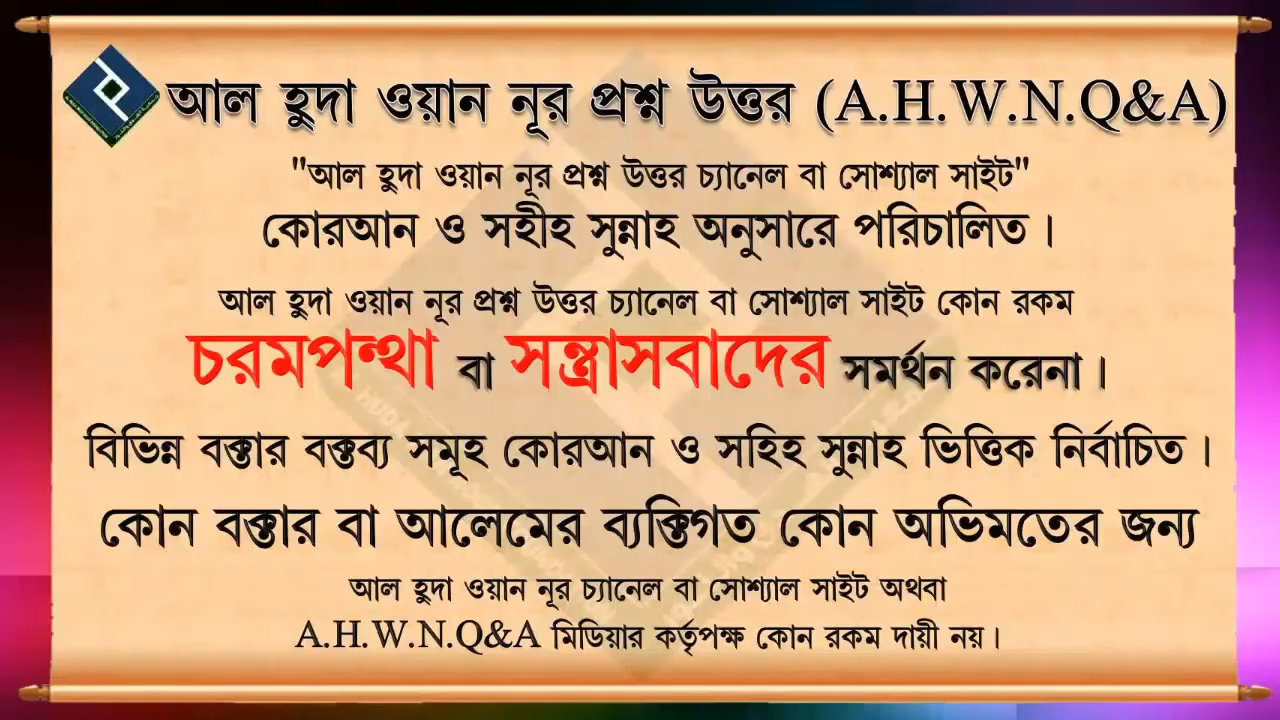 আল হুদা ওয়ান নূর প্রশ্ন উত্তর (A.H.W.N.Q&A)
"আল হুদা ওয়ান নূর প্রশ্ন উত্তর চ্যানেল বা সোশ্যাল সাইট"
কোরআন ও সহীহ সুন্নাহ অনুসারে পরিচালিত।
আল হুদা ওয়ান নূর প্রশ্ন উত্তর চ্যানেল বা সোশ্যাল সাইট কোন রকম
চরমপন্থা বা সন্ত্রাসবাদের সমর্থন করেনা।
বিভিন্ন বক্তার বক্তব্য সমূহ কোরআন ও সহিহ সুন্নাহ ভিত্তিক নির্বাচিত।
কোন বক্তার বা আলেমের ব্যক্তিগত কোন অভিমতের জন্য
আল হুদা ওয়ান নূর চ্যানেল বা সোশ্যাল সাইট অথবা
A.H.W.N.Q&A মিডিয়ার কর্তৃপক্ষ কোন রকম দায়ী নয়।